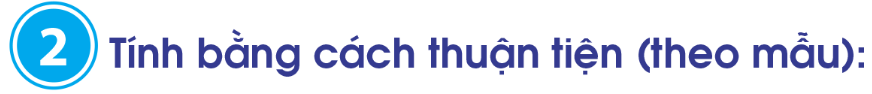 2 Tính bằng cách thuận tiện (theo mẫu):